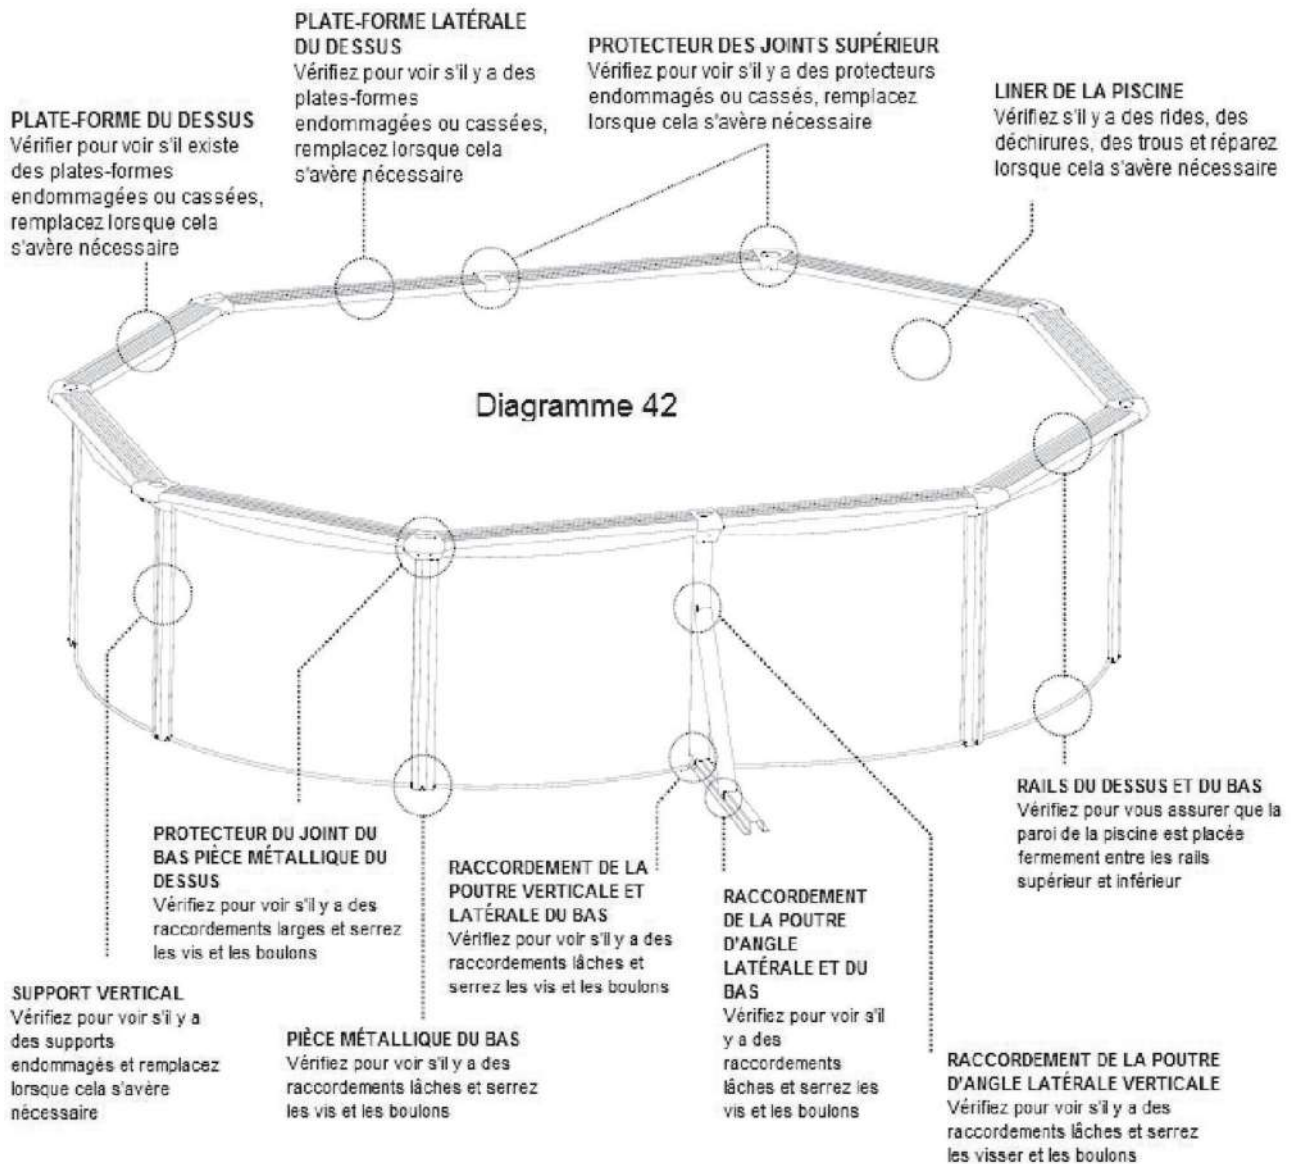 PLATE-FORME DU DESSUS
Vérifier pour voir s'il existe
des plates-formes
endommagées ou cassées,
remplacez lorsque cela
s'avère nécessaire
PLATE-FORME LATÉRALE
DU DESSUS
Vérifiez pour voir s'il y a des
plates-formes
endommagées ou cassées,
remplacez lorsque cela
s'avère nécessaire
PROTECTEUR DES JOINTS SUPÉRIEUR
Vérifiez pour voir s'il y a des protecteurs
endommagés ou cassés, remplacez
lorsque cela s'avère nécessaire
LINER DE LA PISCINE
Vérifiez s'il y a des rides, des
déchirures, des trous et réparez
lorsque cela s'avère nécessaire
Diagramme 42
SUPPORT VERTICAL
Vérifiez pour voir s'il y a
des supports
endommagés et remplacez
lorsque cela s'avère
nécessaire
PROTECTEUR DU JOINT DU
BAS PIÈCE MÉTALLIQUE DU
DESSUS
Vérifiez pour voir s'il y a des
raccordements larges et serrez
les vis et les boulons
PIÈCE MÉTALLIQUE DU BAS
Vérifiez pour voir s'il y a des
raccordements lâches et serrez
les vis et les boulons
RACCORDEMENT DE LA
POUTRE VERTICALE ET
LATÉRALE DU BAS
Vérifiez pour voir s'il y a des
raccordements lâches et
serrez les vis et les boulons
RACCORDEMENT
DE LA POUTRE
D'ANGLE
LATÉRALE ET DU
BAS
Vérifiez pour voir s'il
y a des
raccordements
lâches et serrez les
vis et les boulons
RAILS DU DESSUS ET DU BAS
Vérifiez pour vous assurer que la
paroi de la piscine est placée
fermement entre les rails
supérieur et inférieur
RACCORDEMENT DE LA POUTRE
D'ANGLE LATÉRALE VERTICALE
Vérifiez pour voir s'il y a des
raccordements lâches et serrez
les visser et les boulons